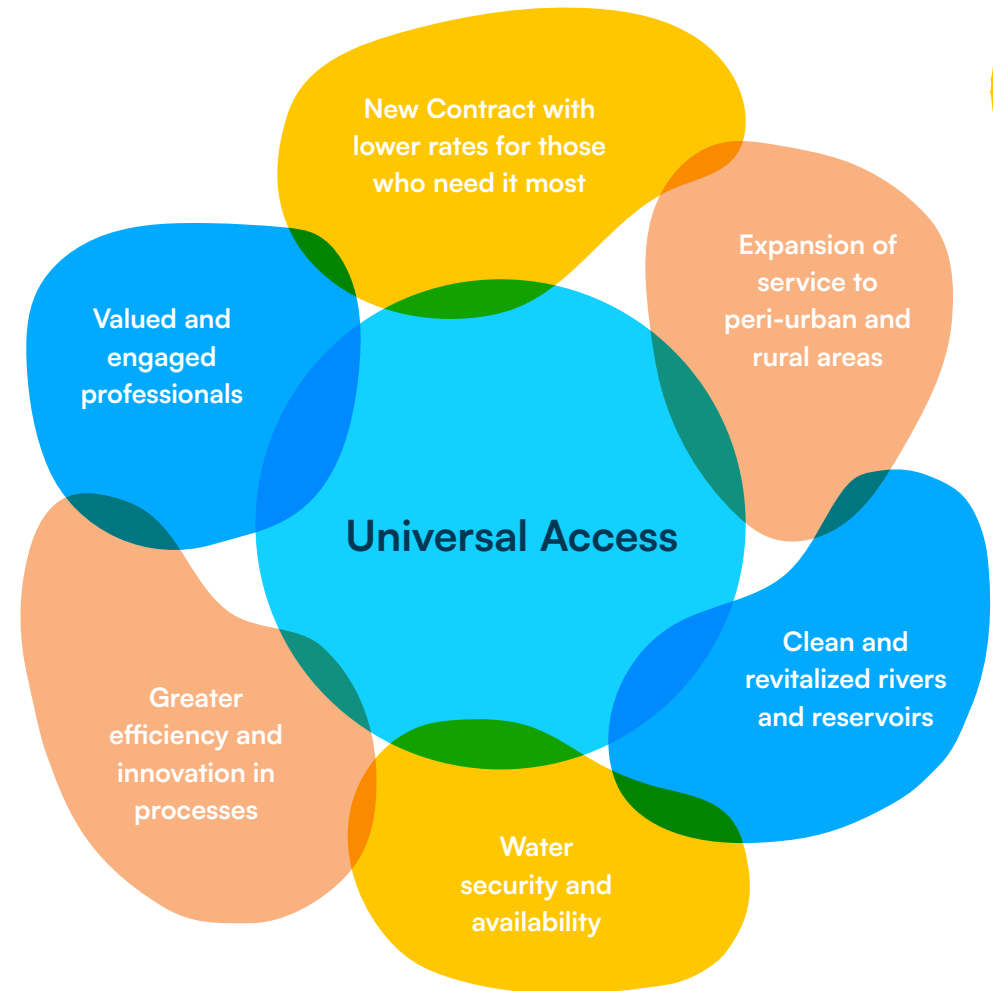 New Contract with
lower rates for those
who need it most
Expansion of
service to
peri-urban and
rural areas
Valued and
engaged
professionals
Universal Access
Clean and
revitalized rivers
and reservoirs
Greater
efficiency and
innovation in
processes
Water
security and
availability